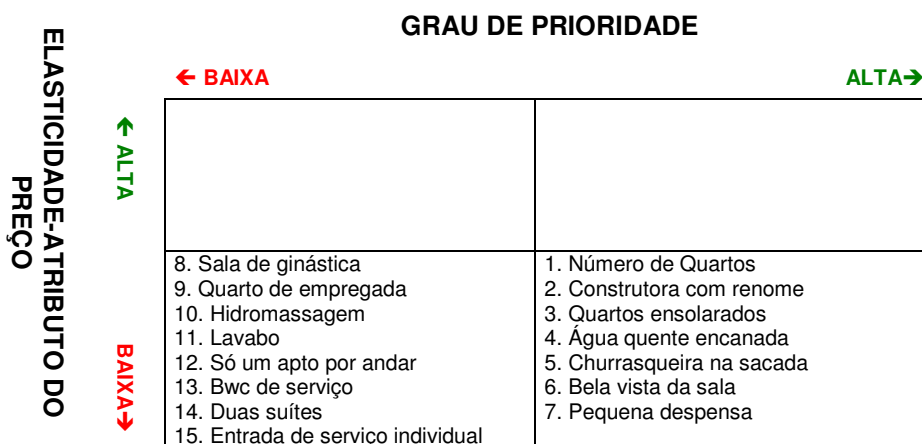 GRAU DE PRIORIDADE
← BAIXA
ALTA→
ELASTICIDADE-ATRIBUTO DO
PREÇO
← ALTA
BAIXA→
8. Sala de ginástica
9. Quarto de empregada
10. Hidromassagem
11. Lavabo
12. Só um apto por andar
13. Bwc de serviço
14. Duas suítes
15. Entrada de serviço individual
1. Número de Quartos
2. Construtora com renome
3. Quartos ensolarados
4. Água quente encanada
5. Churrasqueira na sacada
6. Bela vista da sala
7. Pequena despensa